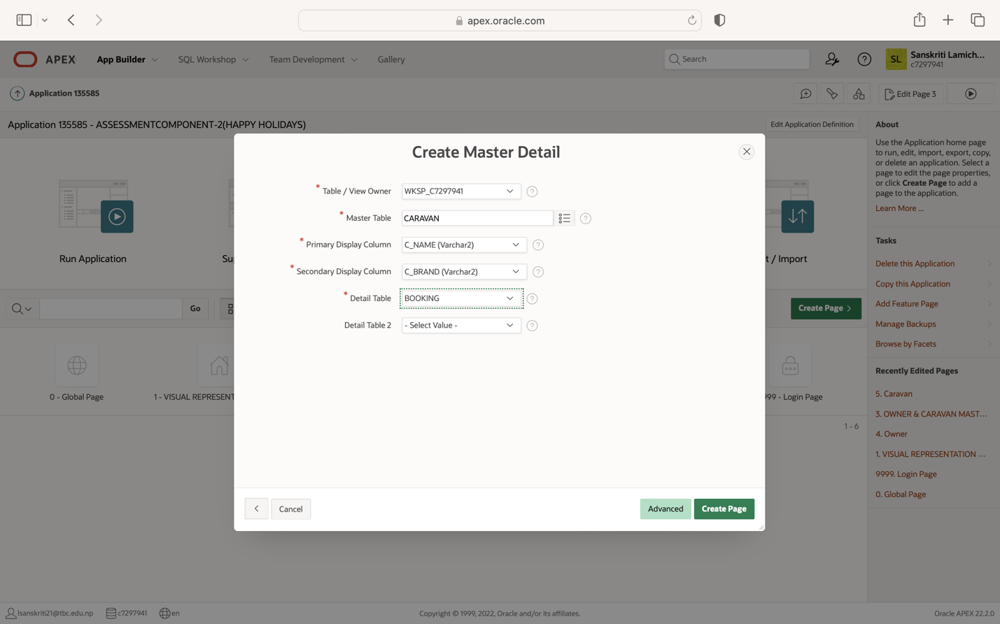 apex.oracle.com
APEX
App Builder
SQL Workshop
Team Development
Gallery
Search
SL
Sanskriti Lamich...
c7297941
Application 135585
Edit Page 3
Application 135585 - ASSESSMENTCOMPONENT-2(HAPPY HOLIDAYS)
Edit Application Definition
Run Application
Su
t / Import
Go
Create Page
0 - Global Page
1 - VISUAL REPRESENT
999 - Login Page
1 - 6
Create Master Detail
* Table / View Owner WKSP_C7297941
* Master Table CARAVAN
* Primary Display Column C_NAME (Varchar2)
* Secondary Display Column C_BRAND (Varchar2)
* Detail Table BOOKING
Detail Table 2 - Select Value -
Cancel
Advanced
Create Page
About
Use the Application home page
to run, edit, import, export, copy,
or delete an application. Select a
page to edit the page properties,
or click Create Page to add a
page to the application.
Learn More ...
Tasks
Delete this Application
Copy this Application
Add Feature Page
Manage Backups
Browse by Facets
Recently Edited Pages
5. Caravan
3. OWNER & CARAVAN MAST...
4. Owner
1. VISUAL REPRESENTATION ...
9999. Login Page
0. Global Page
lsanskriti21@tbc.edu.np
c7297941
en
Copyright © 1999, 2022, Oracle and/or its affiliates.
Oracle APEX 22.2.0